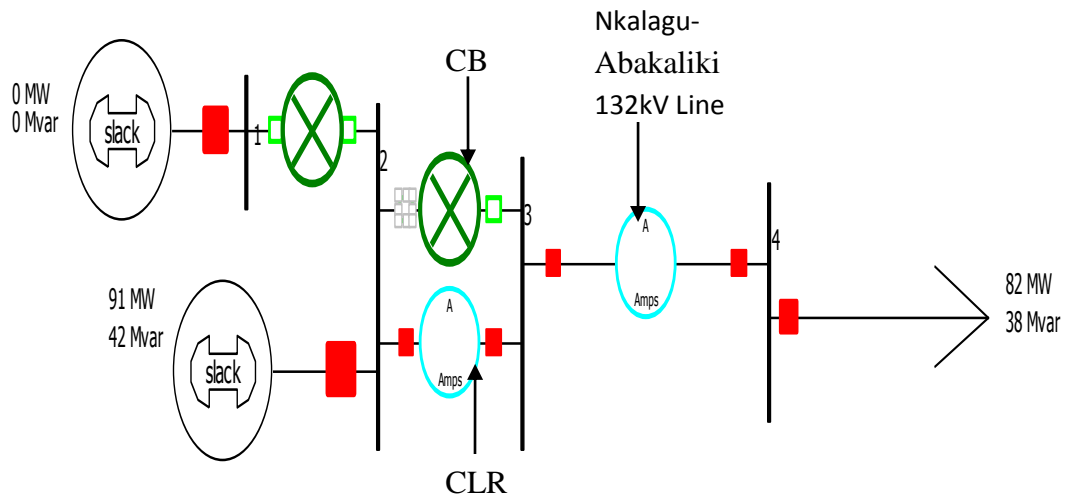 Nkalagu-
Abakaliki
132kV Line
CB
0 MW
0 Mvar
slack
1
2
3
A
Amps
4
91 MW
42 Mvar
slack
A
Amps
82 MW
38 Mvar
CLR